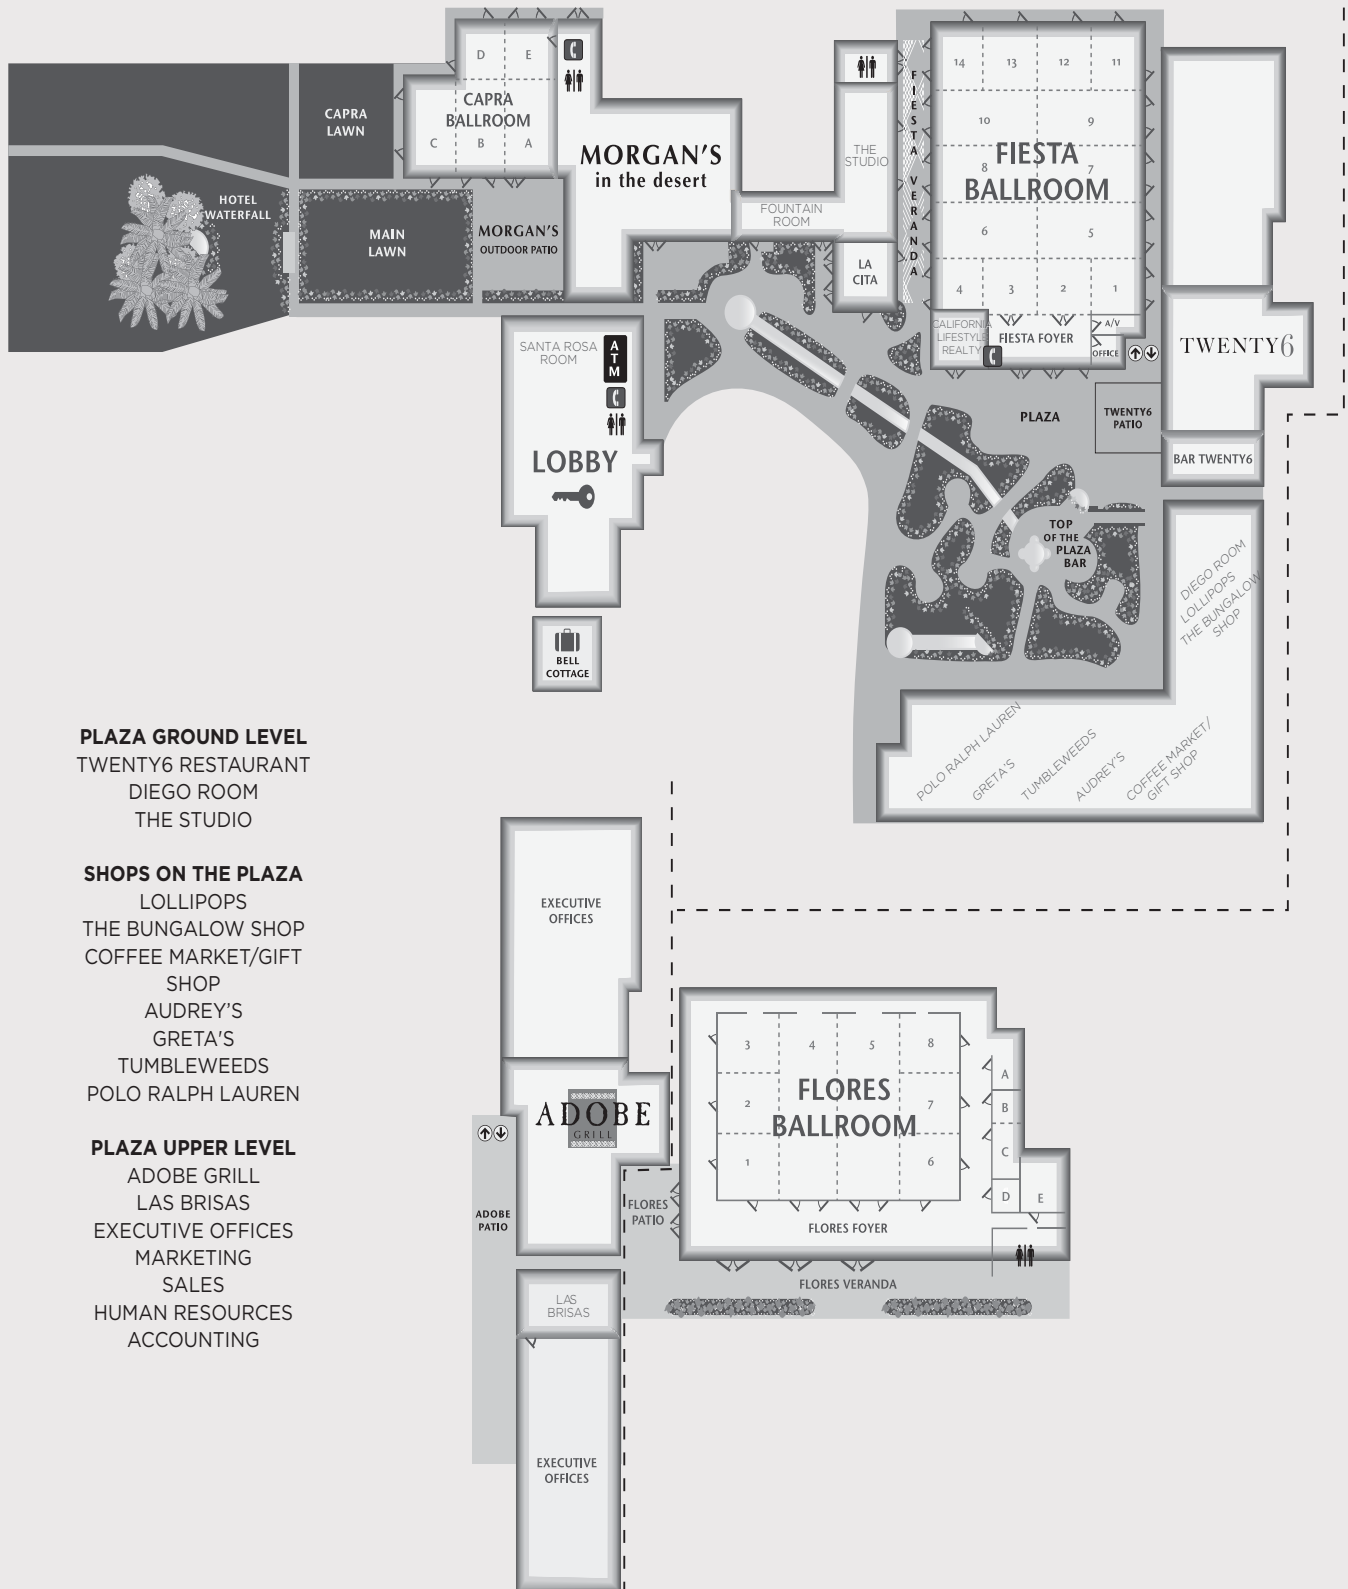 D
E
CAPRA
BALLROOM
C
B
A
CAPRA
LAWN
HOTEL
WATERFALL
MAIN
LAWN
MORGAN'S
OUTDOOR PATIO
MORGAN'S
in the desert
FOUNTAIN
ROOM
THE
STUDIO
LA
CITA
FIESTA VERANDA
14
13
12
11
10
9
FIESTA
BALLROOM
8
7
6
5
4
3
2
1
CALIFORNIA
LIFESTYLE
REALTY
FIESTA FOYER
A/V
OFFICE
TWENTY6
PLAZA
TWENTY6
PATIO
BAR TWENTY6
SANTA ROSA
ROOM
ATM
LOBBY
BELL
COTTAGE
TOP
OF THE
PLAZA
BAR
DIEGO ROOM
LOLLIPOPS
THE BUNGALOW
SHOP
POLO RALPH LAUREN
GRETA'S
TUMBLEWEEDS
AUDREY'S
COFFEE MARKET/
GIFT SHOP
PLAZA GROUND LEVEL
TWENTY6 RESTAURANT
DIEGO ROOM
THE STUDIO
SHOPS ON THE PLAZA
LOLLIPOPS
THE BUNGALOW SHOP
COFFEE MARKET/GIFT
SHOP
AUDREY'S
GRETA'S
TUMBLEWEEDS
POLO RALPH LAUREN
PLAZA UPPER LEVEL
ADOBE GRILL
LAS BRISAS
EXECUTIVE OFFICES
MARKETING
SALES
HUMAN RESOURCES
ACCOUNTING
EXECUTIVE
OFFICES
ADOBE
GRILL
ADOBE
PATIO
LAS
BRISAS
EXECUTIVE
OFFICES
FLORES
PATIO
3
4
5
8
FLORES
BALLROOM
2
7
1
6
A
B
C
D
E
FLORES FOYER
FLORES VERANDA